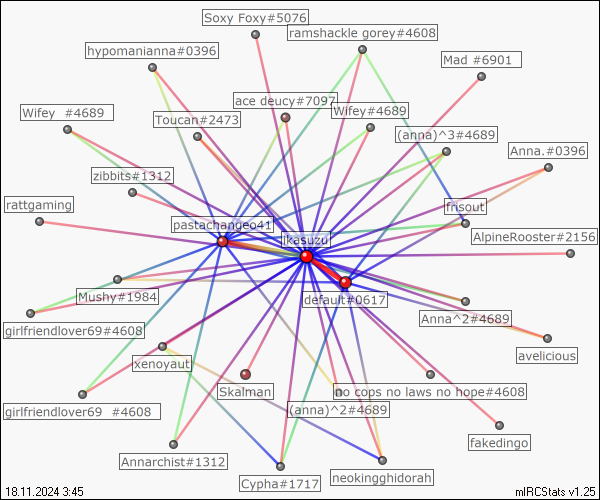 Soxy Foxy#5076
ramshackle gorey#4608
hypomanianna#0396
Mad #6901
ace deucy#7097
Wifey #4689
Wifey#4689
Toucan#2473
(anna)^3#4689
Anna.#0396
zibbits#1312
rattgaming
frisout
pastachangeo41
jkasuzu
AlpineRooster#2156
Mushy#1984
default#0617
Anna^2#4689
girlfriendlover69#4608
avelicious
xenoyaut
Skalman
no cops no laws no hope#4608
girlfriendlover69 #4608
(anna)^2#4689
fakedingo
Annarchist#1312
Cypha#1717
neokingghidorah
18.11.2024 3:45
mIRCStats v1.25